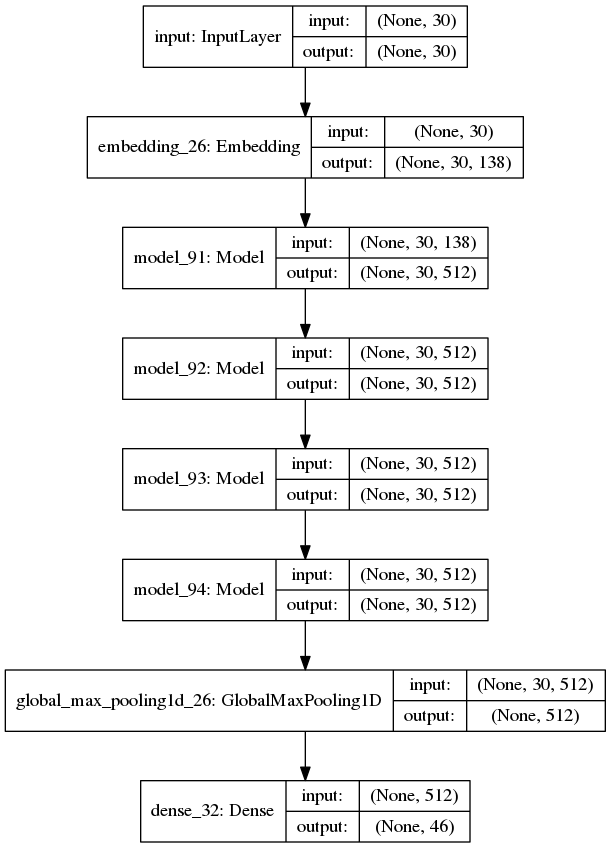 input: InputLayer
input: (None, 30)
output: (None, 30)
embedding_26: Embedding
input: (None, 30)
output: (None, 30, 138)
model_91: Model
input: (None, 30, 138)
output: (None, 30, 512)
model_92: Model
input: (None, 30, 512)
output: (None, 30, 512)
model_93: Model
input: (None, 30, 512)
output: (None, 30, 512)
model_94: Model
input: (None, 30, 512)
output: (None, 30, 512)
global_max_pooling1d_26: GlobalMaxPooling1D
input: (None, 30, 512)
output: (None, 512)
dense_32: Dense
input: (None, 512)
output: (None, 46)